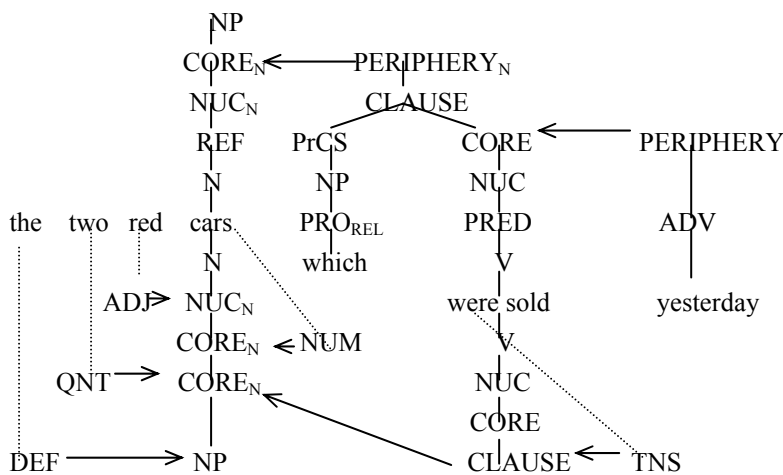 NP
CORE_N PERIPHERY_N
NUC_N CLAUSE
REF PrCS CORE PERIPHERY
N NP NUC
the two red cars PRO_REL PRED ADV
N which V
ADJ NUC_N were sold yesterday
CORE_N NUM V
QNT CORE_N NUC
CORE
DEF NP CLAUSE TNS